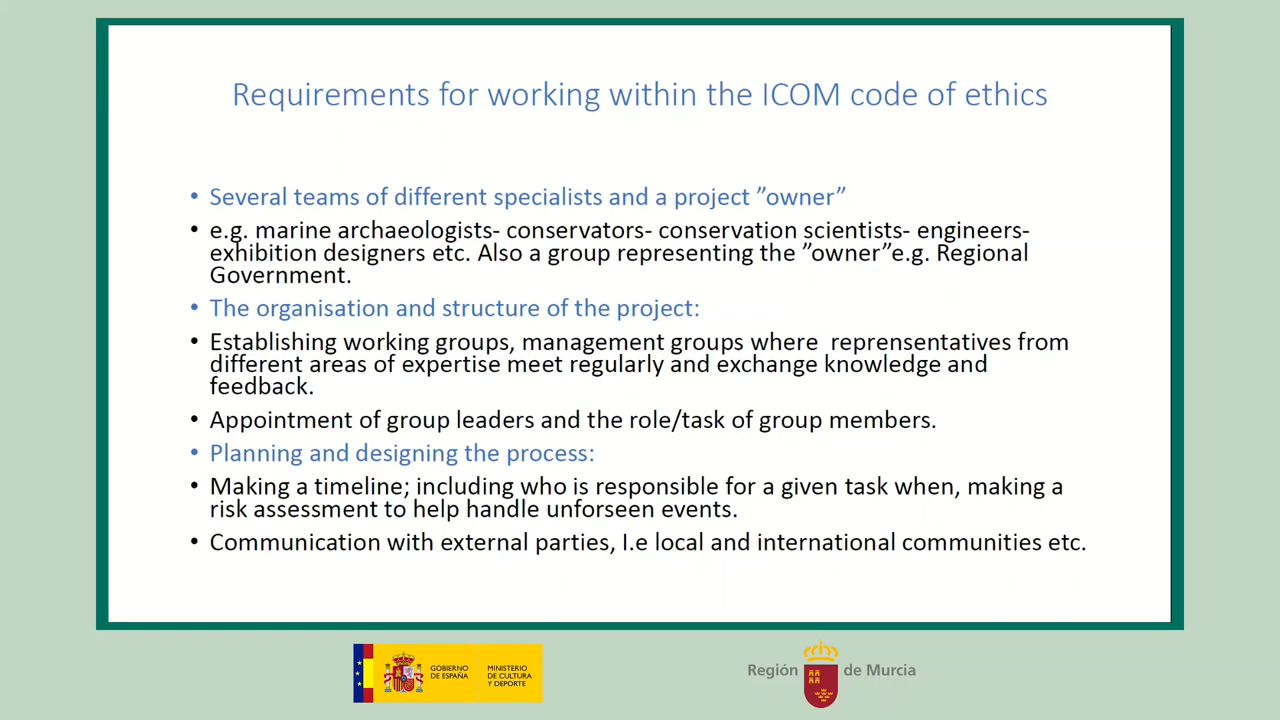 Requirements for working within the ICOM code of ethics
• Several teams of different specialists and a project ”owner”
• e.g. marine archaeologists- conservators- conservation scientists- engineers-
exhibition designers etc. Also a group representing the ”owner”e.g. Regional
Government.
• The organisation and structure of the project:
• Establishing working groups, management groups where  reprensentatives from
different areas of expertise meet regularly and exchange knowledge and
feedback.
• Appointment of group leaders and the role/task of group members.
• Planning and designing the process:
• Making a timeline; including who is responsible for a given task when, making a
risk assessment to help handle unforseen events.
• Communication with external parties, I.e local and international communities etc.
GOBIERNO
DE ESPAÑA
MINISTERIO
DE CULTURA
Y DEPORTE
Región de Murcia